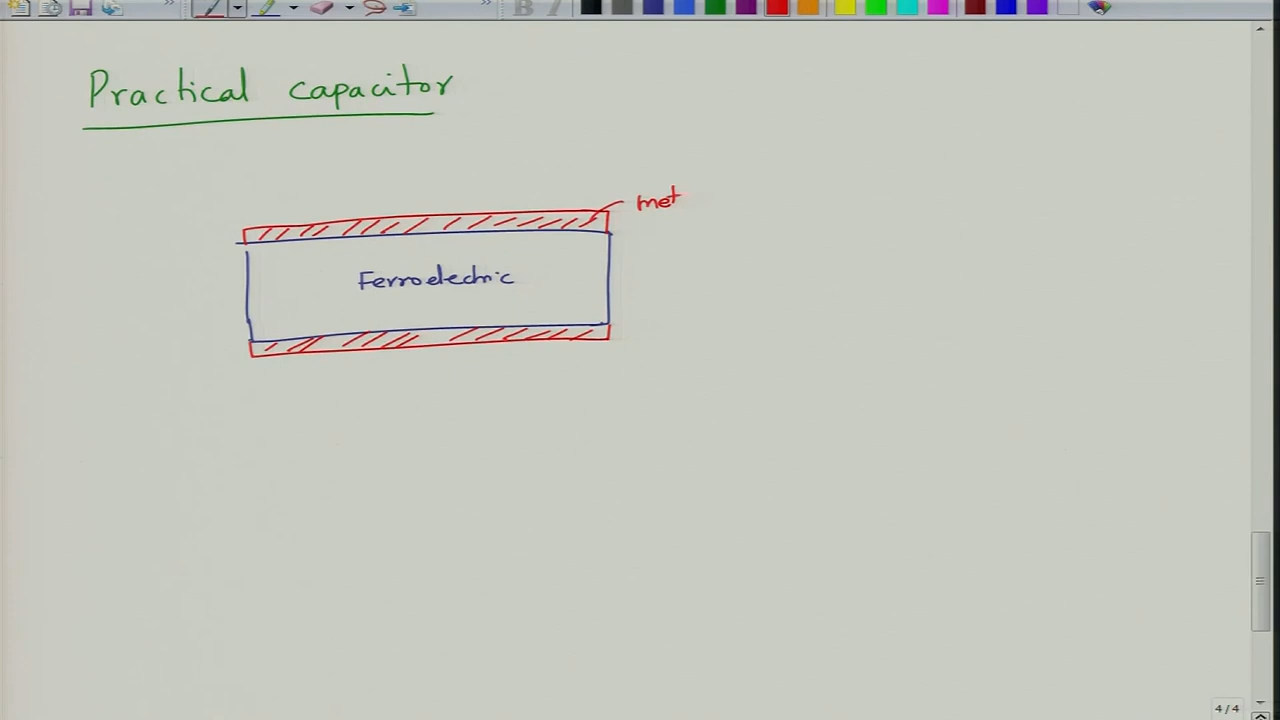 Practical capacitor
met
Ferroelectric
B I
4 / 4